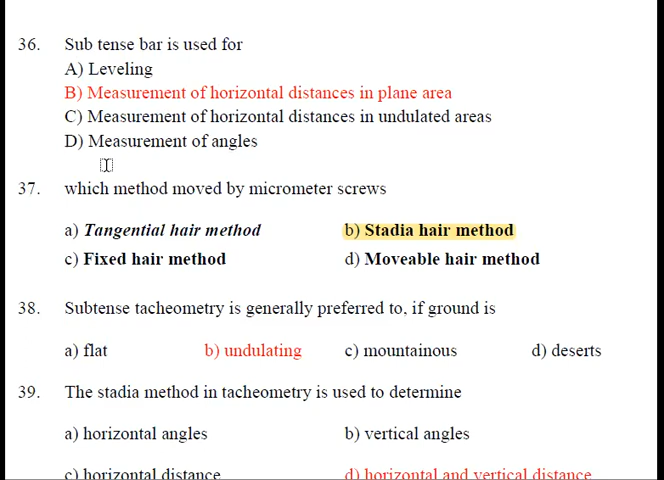 36. Sub tense bar is used for
A) Leveling
B) Measurement of horizontal distances in plane area
C) Measurement of horizontal distances in undulated areas
D) Measurement of angles
37. which method moved by micrometer screws
a) Tangential hair method b) Stadia hair method
c) Fixed hair method d) Moveable hair method
38. Subtense tacheometry is generally preferred to, if ground is
a) flat b) undulating c) mountainous d) deserts
39. The stadia method in tacheometry is used to determine
a) horizontal angles b) vertical angles
c) horizontal distance d) horizontal and vertical distance